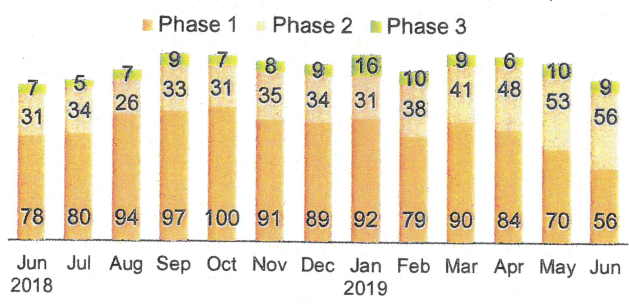 Phase 1 Phase 2 Phase 3
7 5 7 9 7 8 9 16 10 9 6 10 9
31 34 26 33 31 35 34 31 38 41 48 53 56
78 80 94 97 100 91 89 92 79 90 84 70 56
Jun Jul Aug Sep Oct Nov Dec Jan Feb Mar Apr May Jun
2018 2019